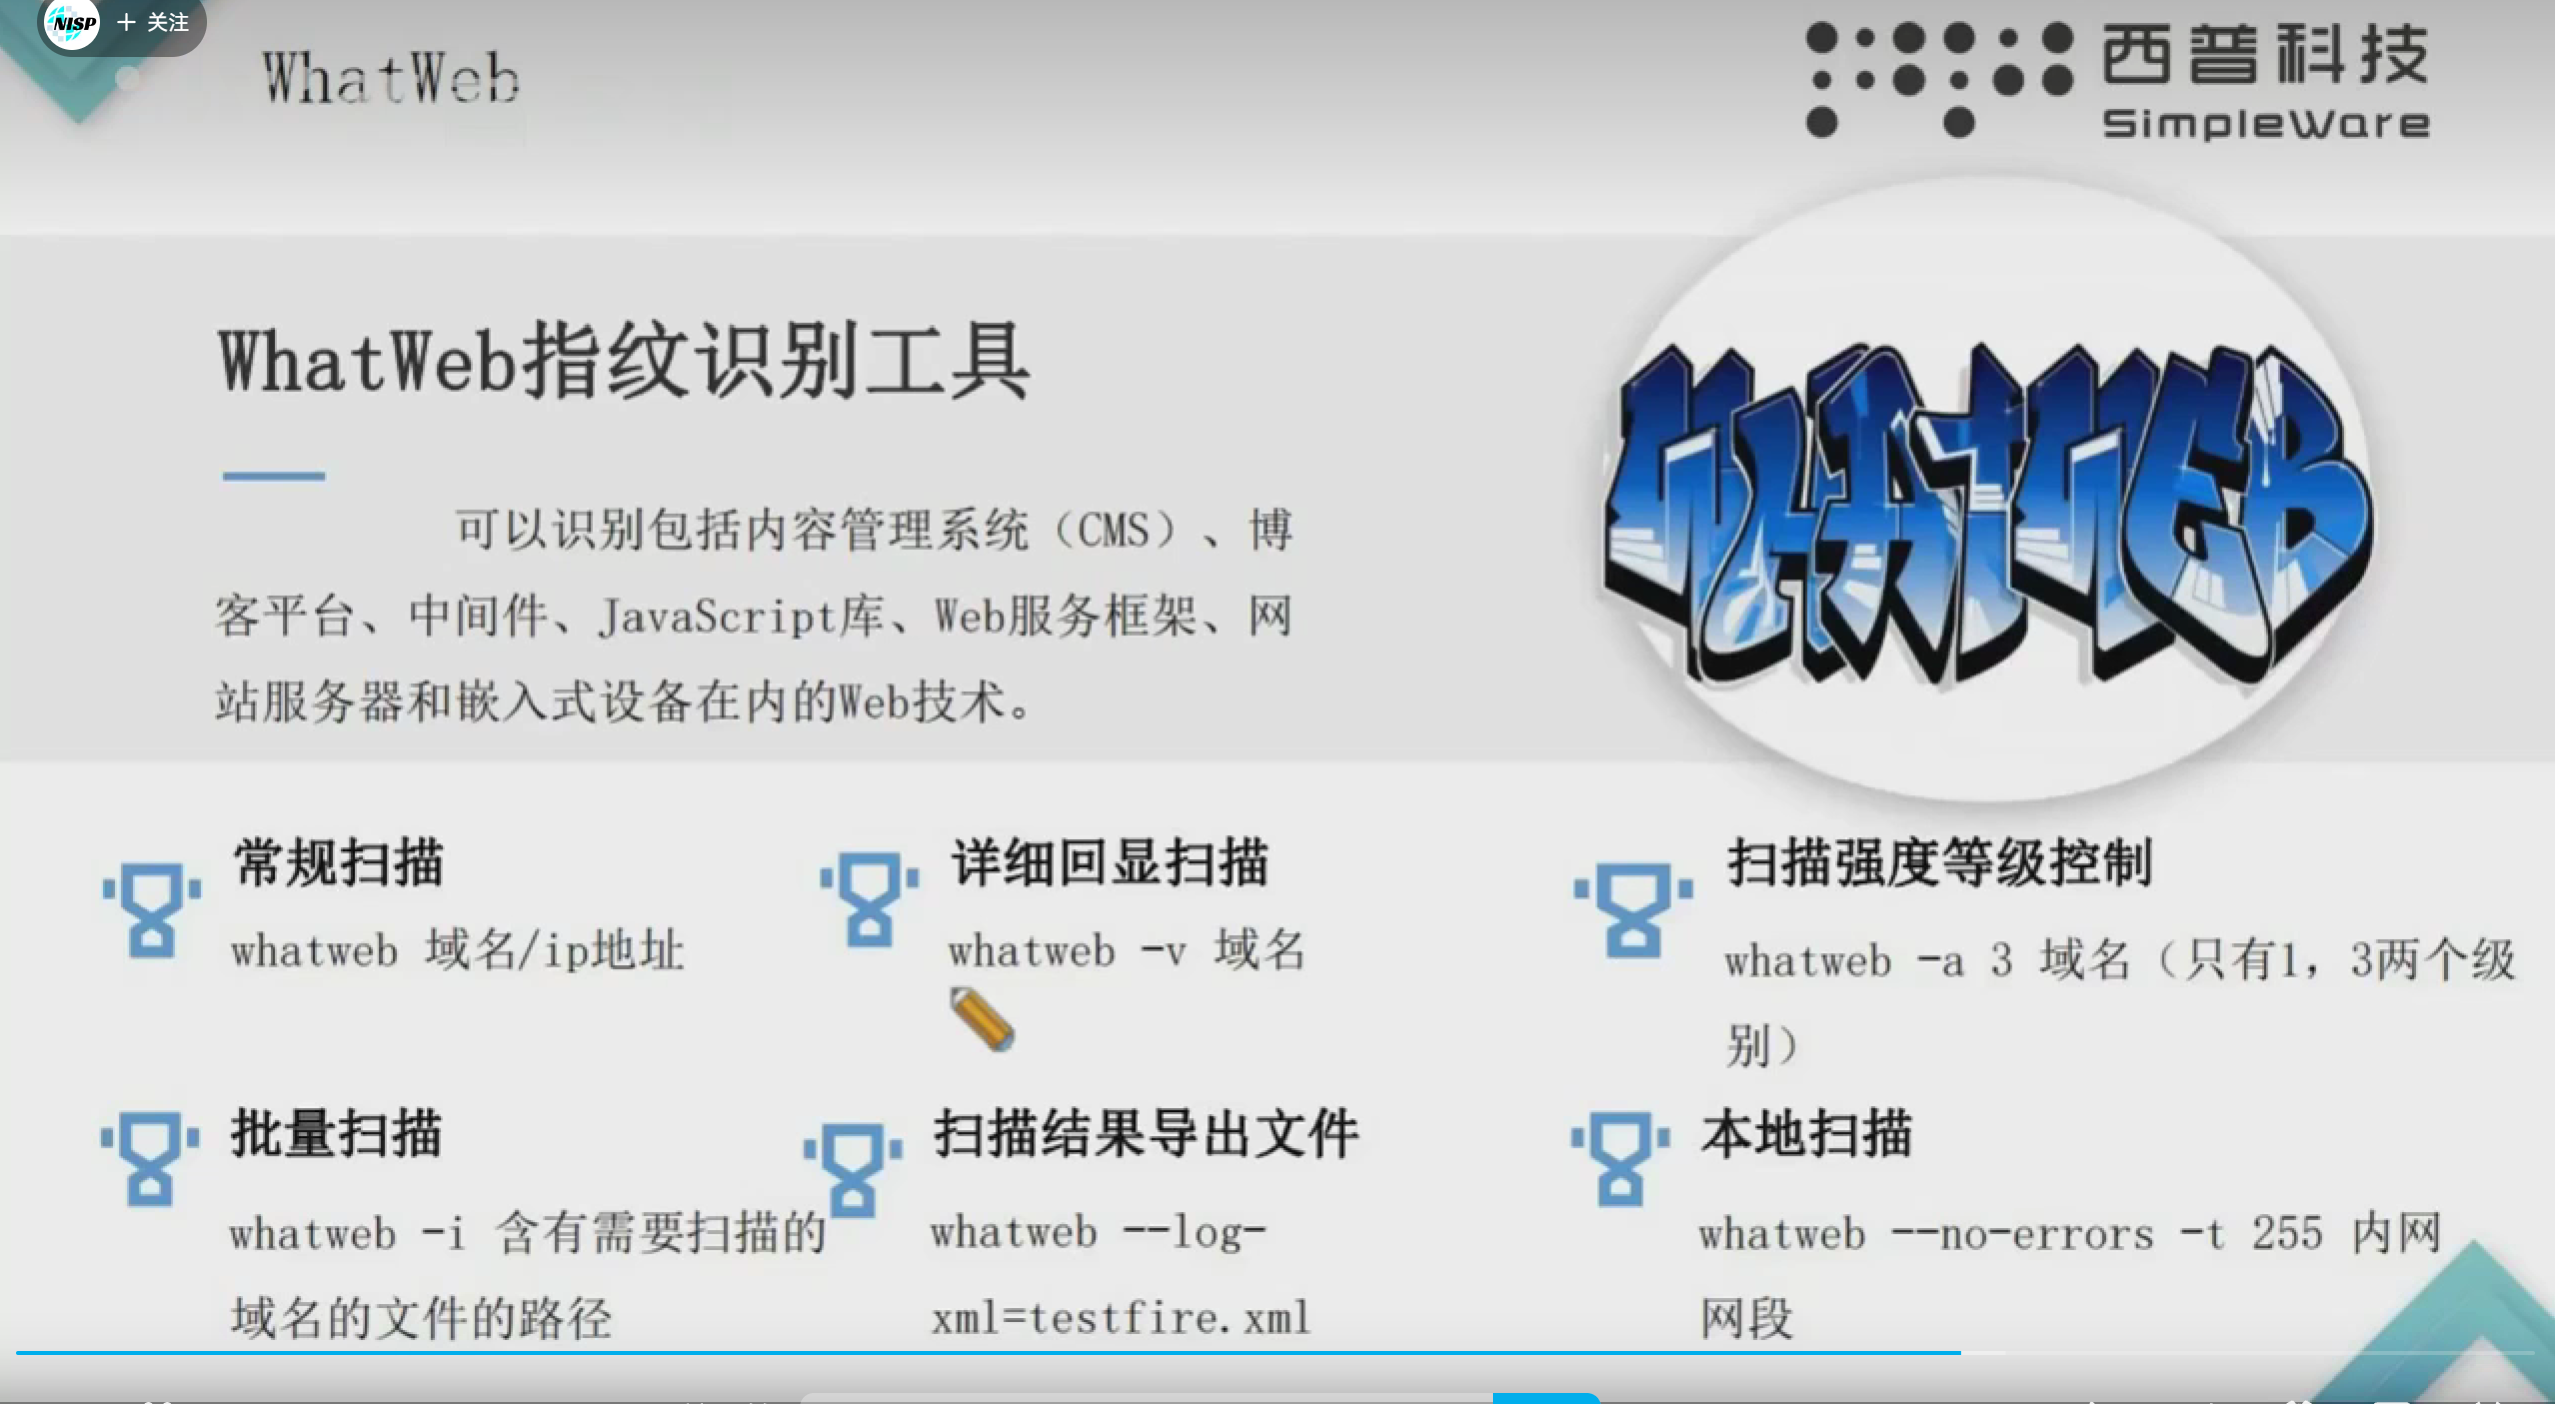 NISP + 关注
WhatWeb
西普科技
SimpleWare
WhatWeb指纹识别工具
可以识别包括内容管理系统（CMS）、博
客平台、中间件、JavaScript库、Web服务框架、网
站服务器和嵌入式设备在内的Web技术。
WHATWEB
常规扫描
whatweb 域名/ip地址
详细回显扫描
whatweb -v 域名
扫描强度等级控制
whatweb -a 3 域名（只有1，3两个级
别）
批量扫描
whatweb -i 含有需要扫描的
域名的文件的路径
扫描结果导出文件
whatweb --log-
xml=testfire.xml
本地扫描
whatweb --no-errors -t 255 内网
网段